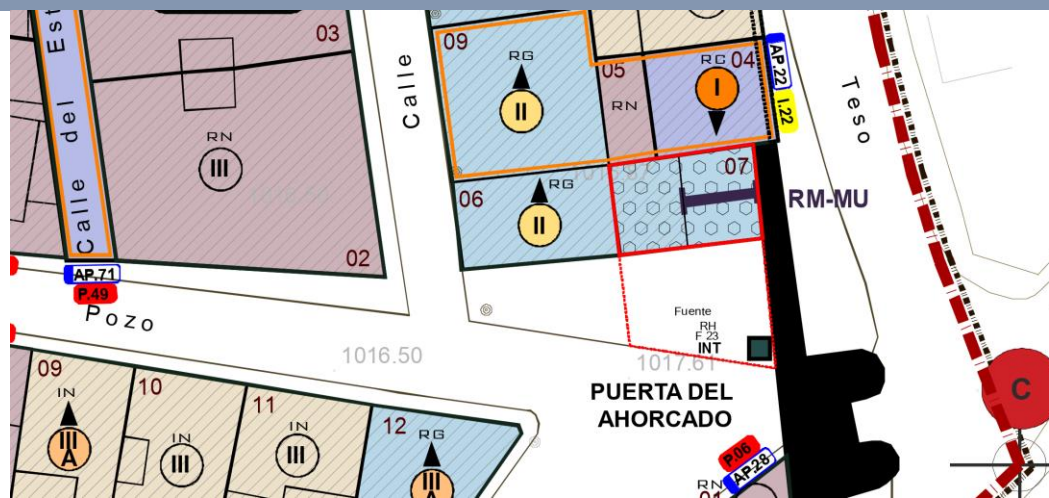 Calle del Est
03
RN
III
02
AP.71
P.49
Pozo
Calle
09
RG
II
05
RN
RC
04
I
AP.22
I.22
Teso
06
RG
II
07
RM-MU
Fuente
RH
F 23
INT
1016.50
1017.61
PUERTA DEL
AHORCADO
C
09
IN
III
A
10
IN
III
11
IN
III
12
RG
III
P.06
AP.28
RN
01